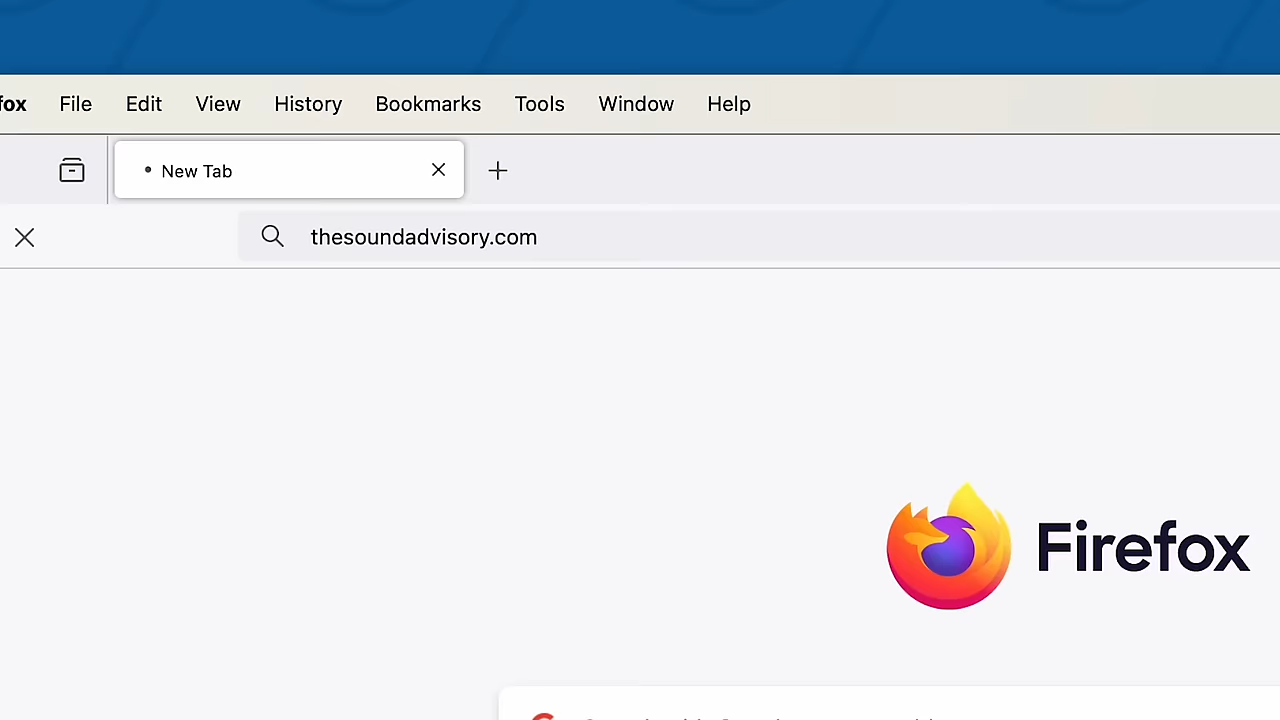 fox File Edit View History Bookmarks Tools Window Help
New Tab
thesoundadvisory.com
Firefox